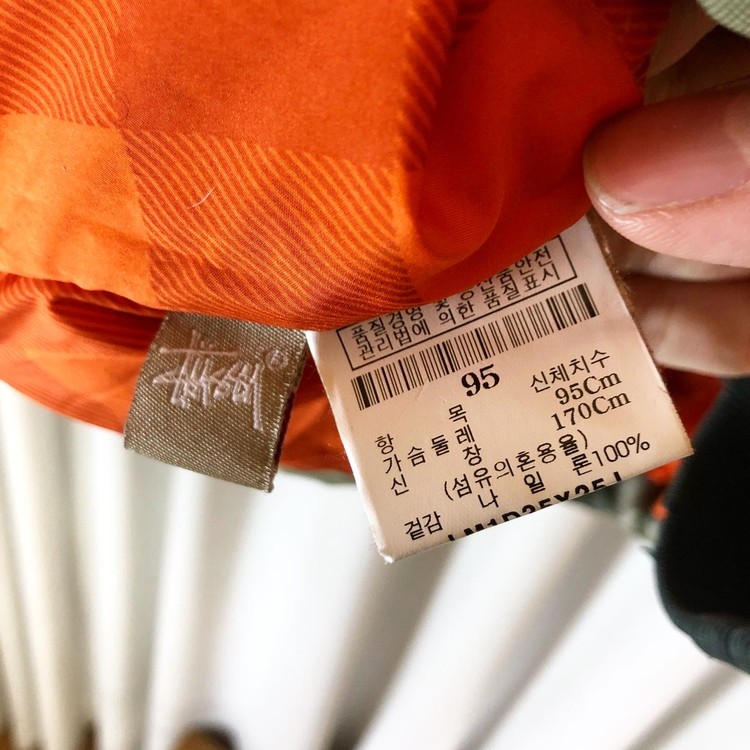 품질경영 및 공산품안전
관리법에 의한 품질표시
95
항 목 신체치수
가슴둘레 95Cm
신 장 170Cm
(섬유의혼용율)
겉감 나 일 론100%